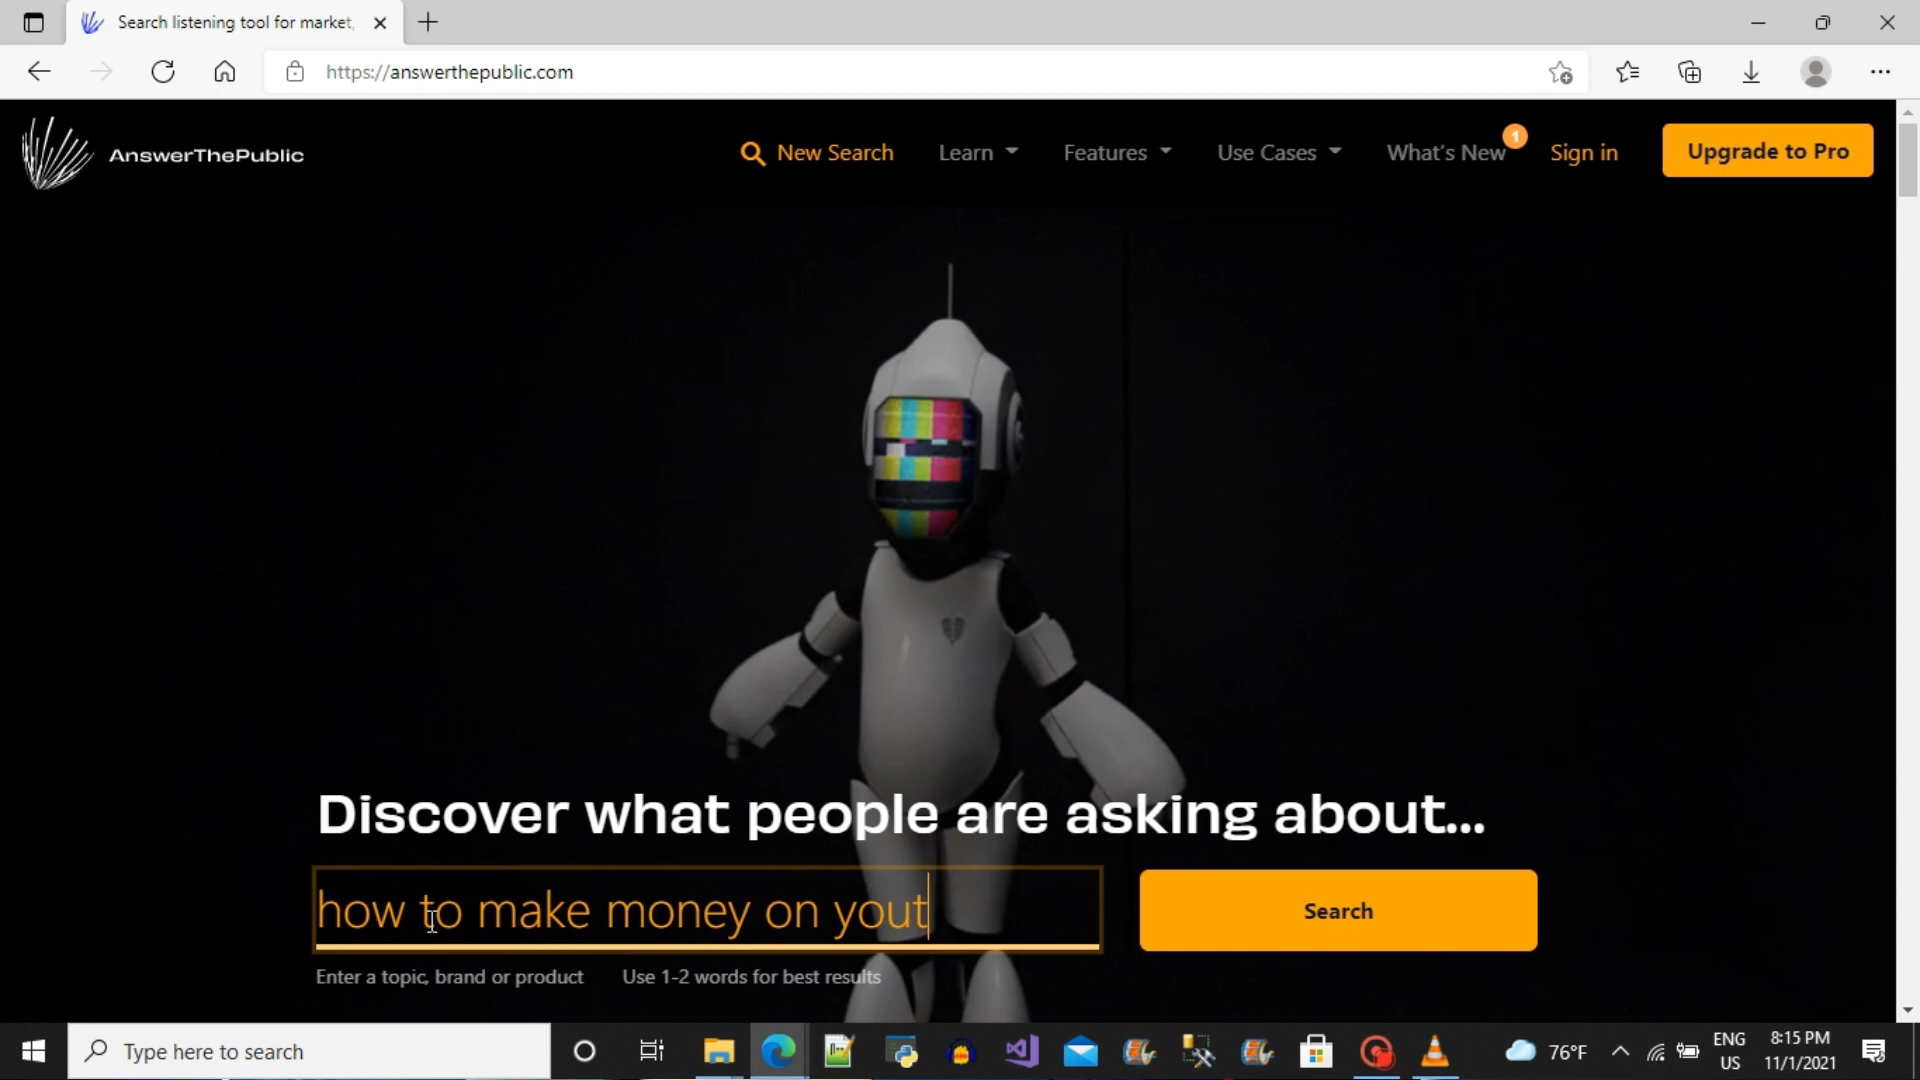 Search listening tool for market,
https://answerthepublic.com
AnswerThePublic
New Search
Learn
Features
Use Cases
What's New
1
Sign in
Upgrade to Pro
Discover what people are asking about...
how to make money on yout
Search
Enter a topic, brand or product
Use 1-2 words for best results
Type here to search
76°F
ENG
US
8:15 PM
11/1/2021